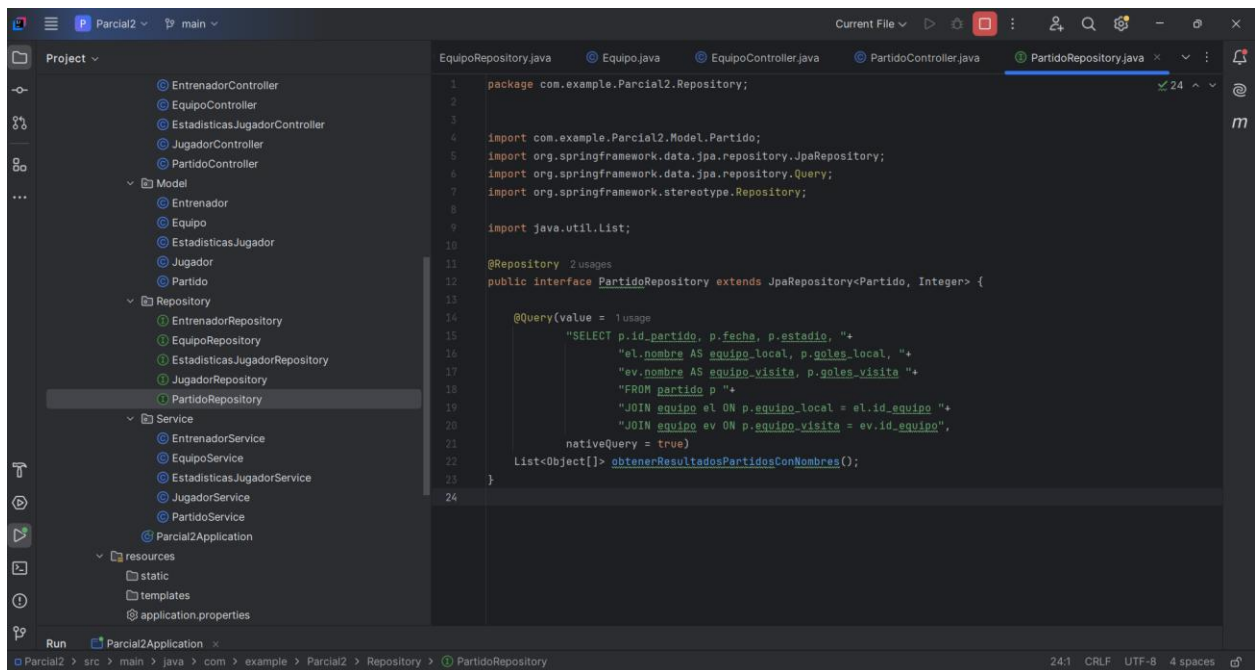 P Parcial2 main Current File
Project
EquipoRepository.java Equipo.java EquipoController.java PartidoController.java PartidoRepository.java
EntrenadorController
EquipoController
EstadisticasJugadorController
JugadorController
PartidoController
Model
Entrenador
Equipo
EstadisticasJugador
Jugador
Partido
Repository
EntrenadorRepository
EquipoRepository
EstadisticasJugadorRepository
JugadorRepository
PartidoRepository
Service
EntrenadorService
EquipoService
EstadisticasJugadorService
JugadorService
PartidoService
Parcial2Application
resources
static
templates
application.properties
24
1 package com.example.Parcial2.Repository;
2
3
4 import com.example.Parcial2.Model.Partido;
5 import org.springframework.data.jpa.repository.JpaRepository;
6 import org.springframework.data.jpa.repository.Query;
7 import org.springframework.stereotype.Repository;
8
9 import java.util.List;
10
11 @Repository 2 usages
12 public interface PartidoRepository extends JpaRepository<Partido, Integer> {
13
14 @Query(value = 1 usage
15 "SELECT p.id_partido, p.fecha, p.estadio, "+
16 "el.nombre AS equipo_local, p.goles_local, "+
17 "ev.nombre AS equipo_visita, p.goles_visita "+
18 "FROM partido p "+
19 "JOIN equipo el ON p.equipo_local = el.id_equipo "+
20 "JOIN equipo ev ON p.equipo_visita = ev.id_equipo",
21 nativeQuery = true)
22 List<Object[]> obtenerResultadosPartidosConNombres();
23 }
24
m
Run Parcial2Application
Parcial2 > src > main > java > com > example > Parcial2 > Repository > PartidoRepository 24:1 CRLF UTF-8 4 spaces